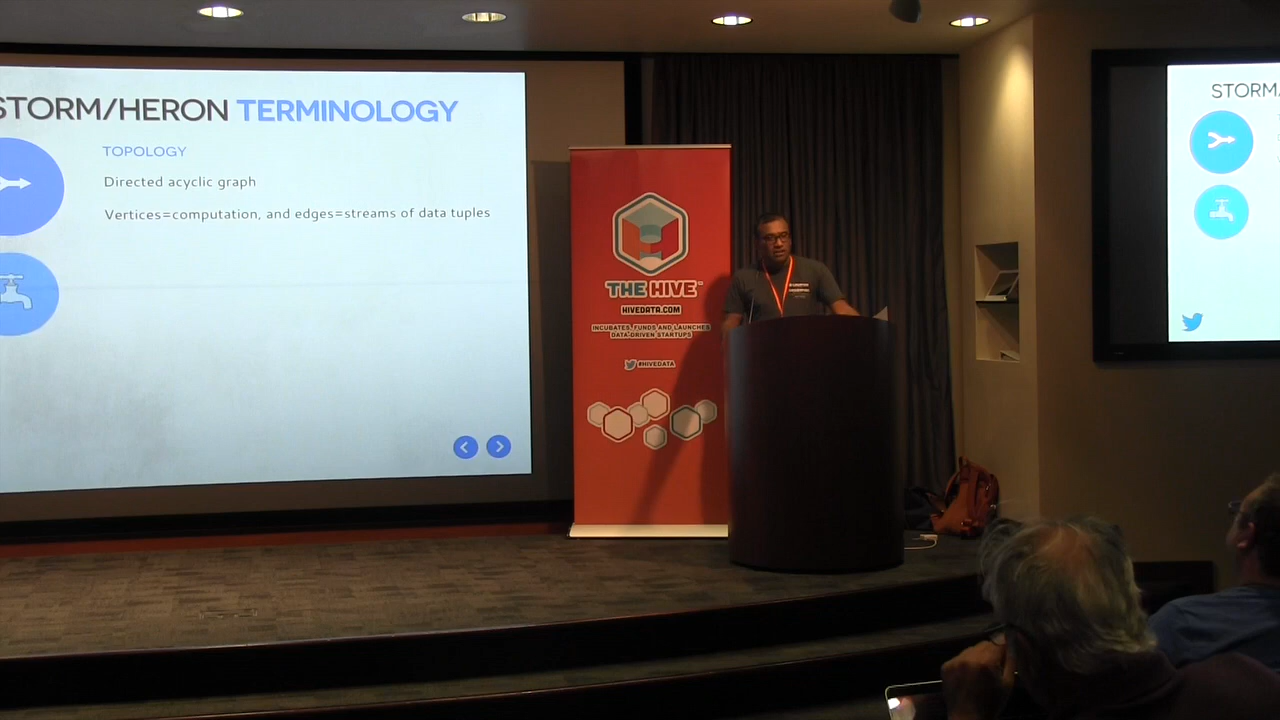 STORM/HERON TERMINOLOGY
TOPOLOGY
Directed acyclic graph
Vertices=computation, and edges=streams of data tuples
THE HIVE™
HIVEDATA.COM
INCUBATES, FUNDS AND LAUNCHES
DATA-DRIVEN STARTUPS
#HIVEDATA
STORM/